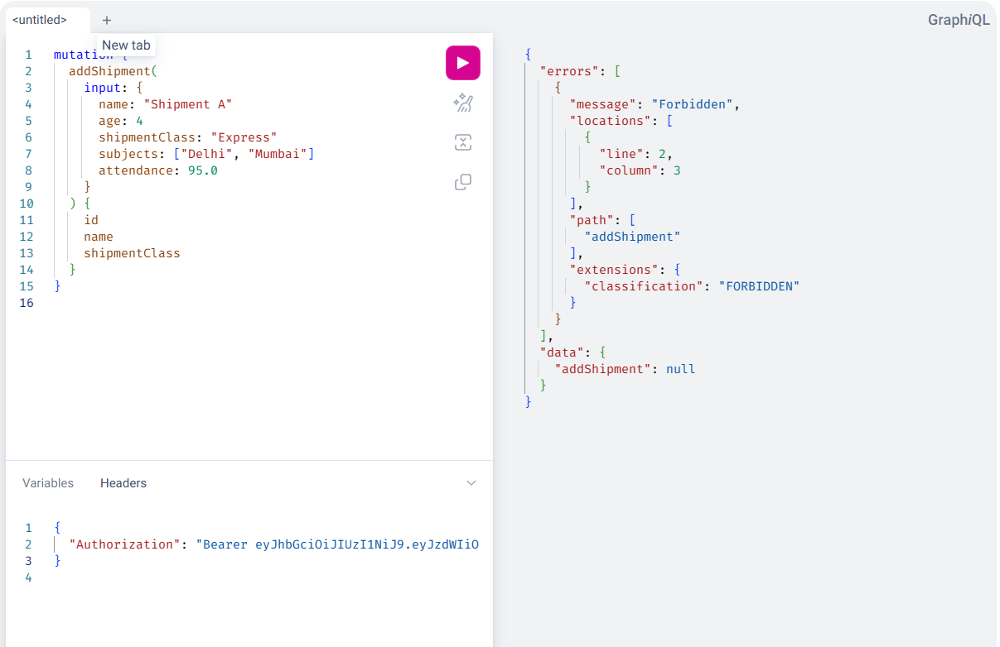 <untitled>
+
GraphiQL
New tab
1 mutation {
2 addShipment(
3 input: {
4 name: "Shipment A"
5 age: 4
6 shipmentClass: "Express"
7 subjects: ["Delhi", "Mumbai"]
8 attendance: 95.0
9 }
10 ) {
11 id
12 name
13 shipmentClass
14 }
15 }
16
{
"errors": [
{
"message": "Forbidden",
"locations": [
{
"line": 2,
"column": 3
}
],
"path": [
"addShipment"
],
"extensions": {
"classification": "FORBIDDEN"
}
}
],
"data": {
"addShipment": null
}
}
Variables Headers
1 {
2 "Authorization": "Bearer eyJhbGciOiJIUzI1NiJ9.eyJzdWIiO
3 }
4